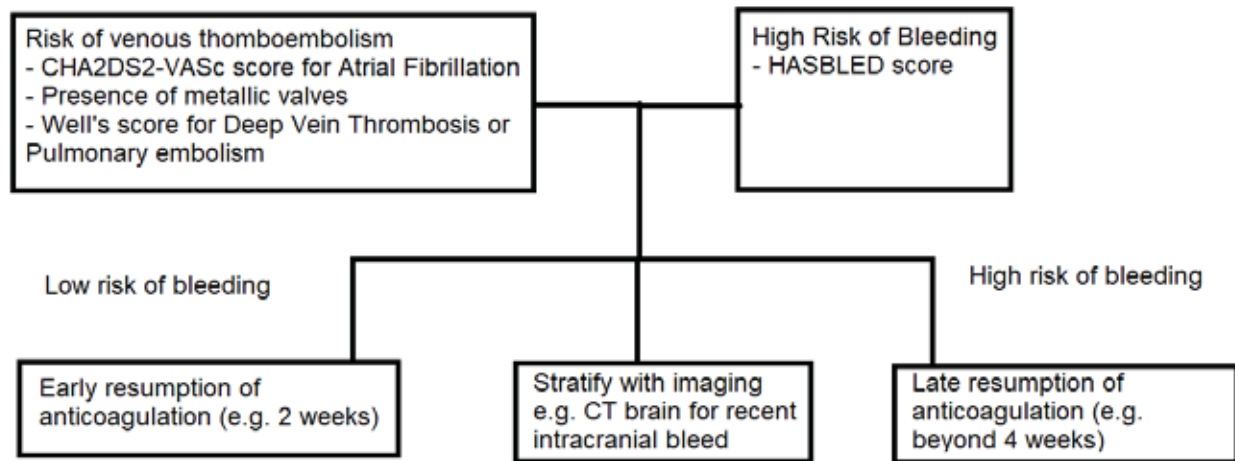 Risk of venous thomboembolism
- CHA2DS2-VASc score for Atrial Fibrillation
- Presence of metallic valves
- Well's score for Deep Vein Thrombosis or
Pulmonary embolism
High Risk of Bleeding
- HASBLED score
Low risk of bleeding
High risk of bleeding
Early resumption of
anticoagulation (e.g. 2 weeks)
Stratify with imaging
e.g. CT brain for recent
intracranial bleed
Late resumption of
anticoagulation (e.g.
beyond 4 weeks)